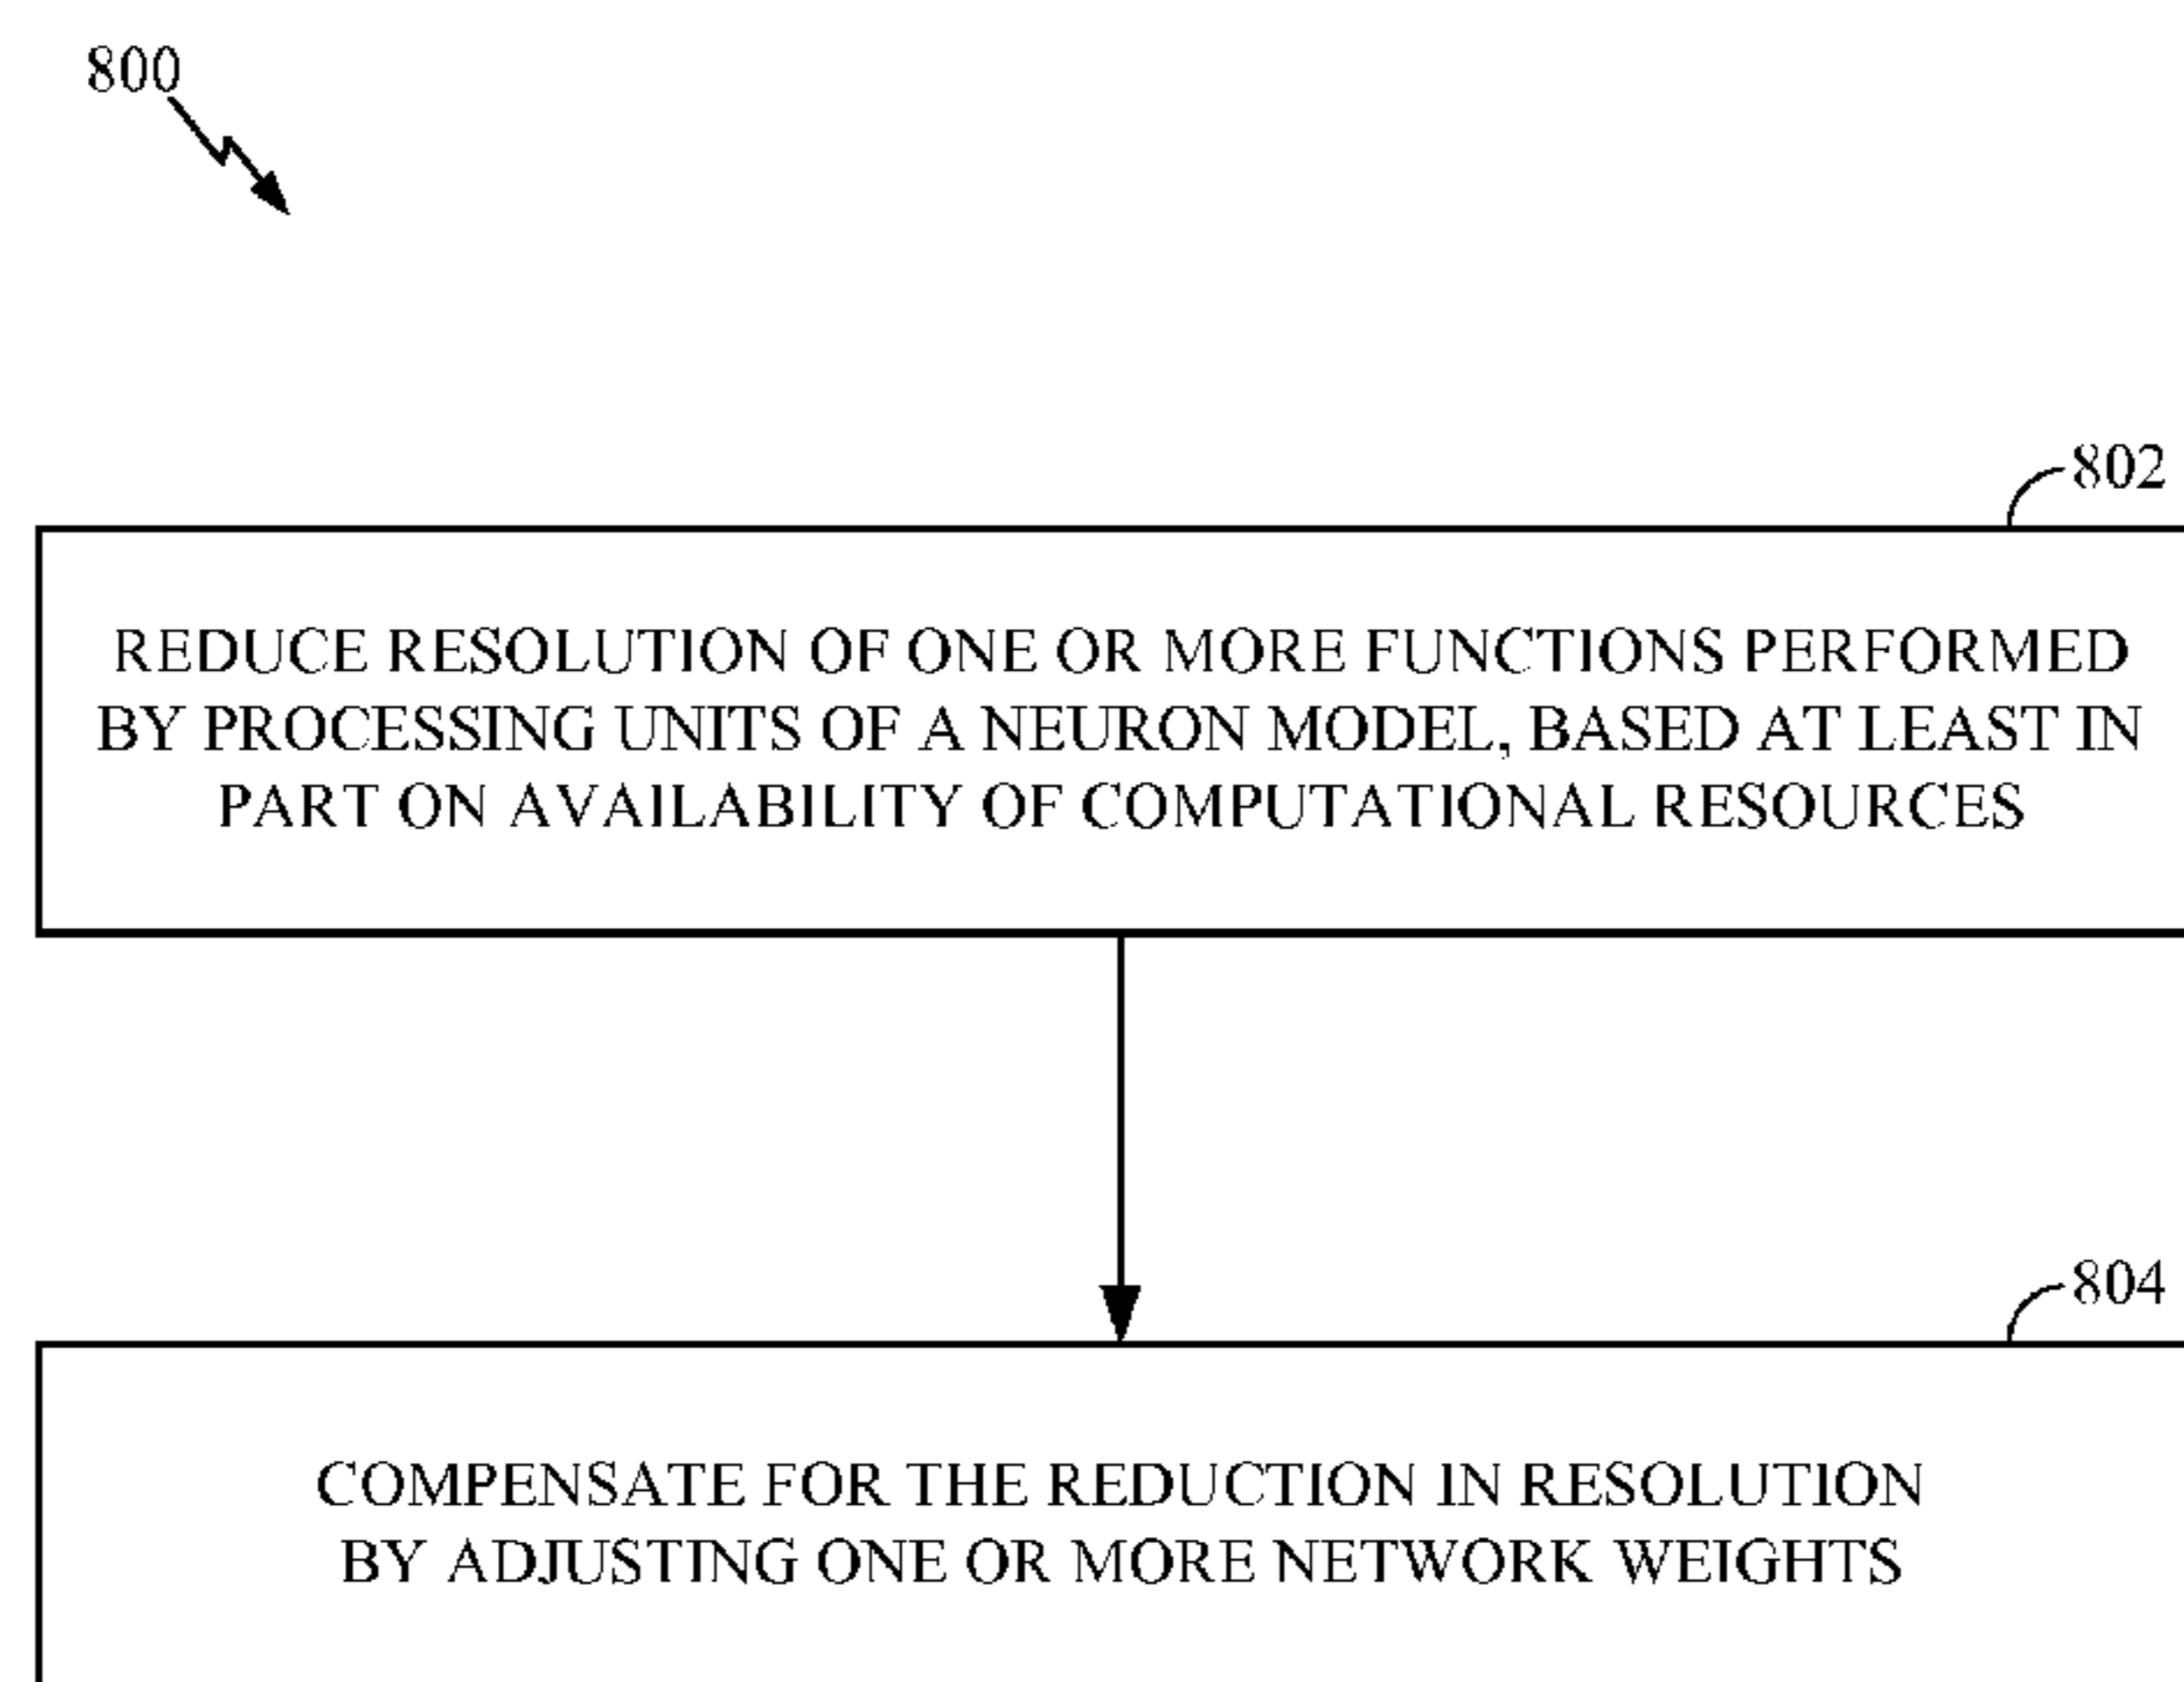 800
802
REDUCE RESOLUTION OF ONE OR MORE FUNCTIONS PERFORMED
BY PROCESSING UNITS OF A NEURON MODEL, BASED AT LEAST IN
PART ON AVAILABILITY OF COMPUTATIONAL RESOURCES
804
COMPENSATE FOR THE REDUCTION IN RESOLUTION
BY ADJUSTING ONE OR MORE NETWORK WEIGHTS